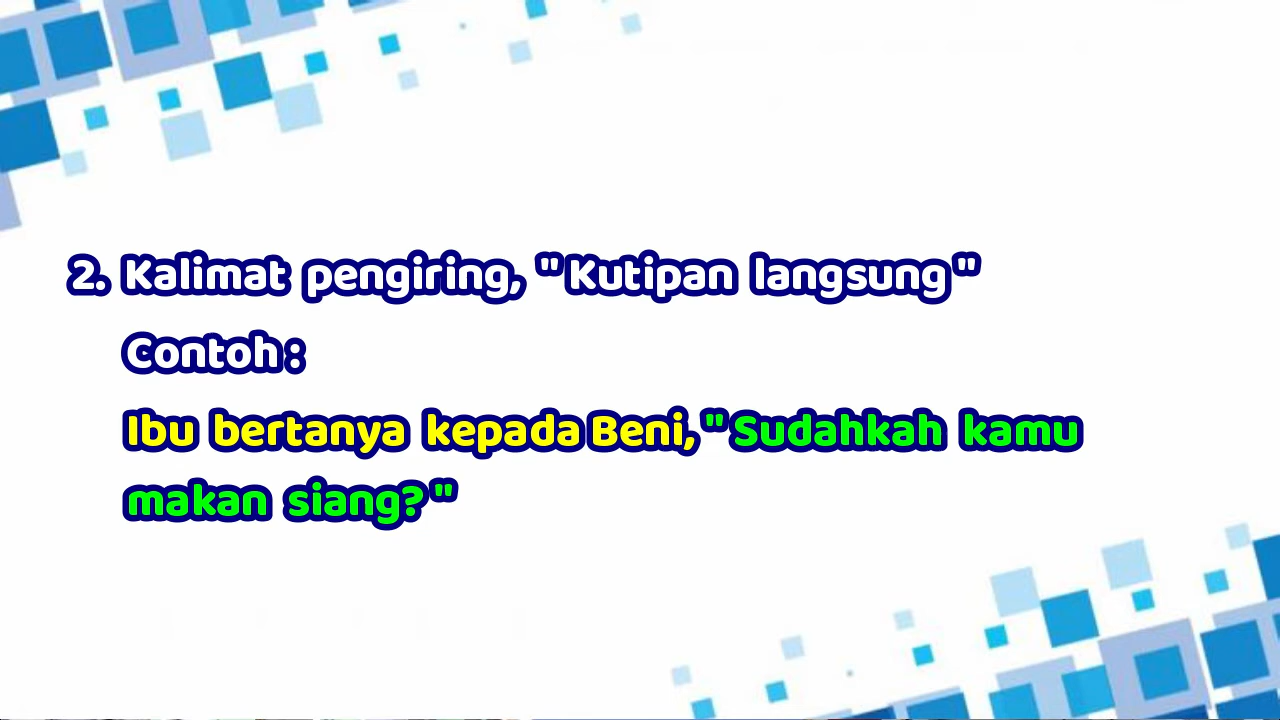 2. Kalimat pengiring, "Kutipan langsung"
Contoh:
Ibu bertanya kepada Beni, "Sudahkah kamu
makan siang?"